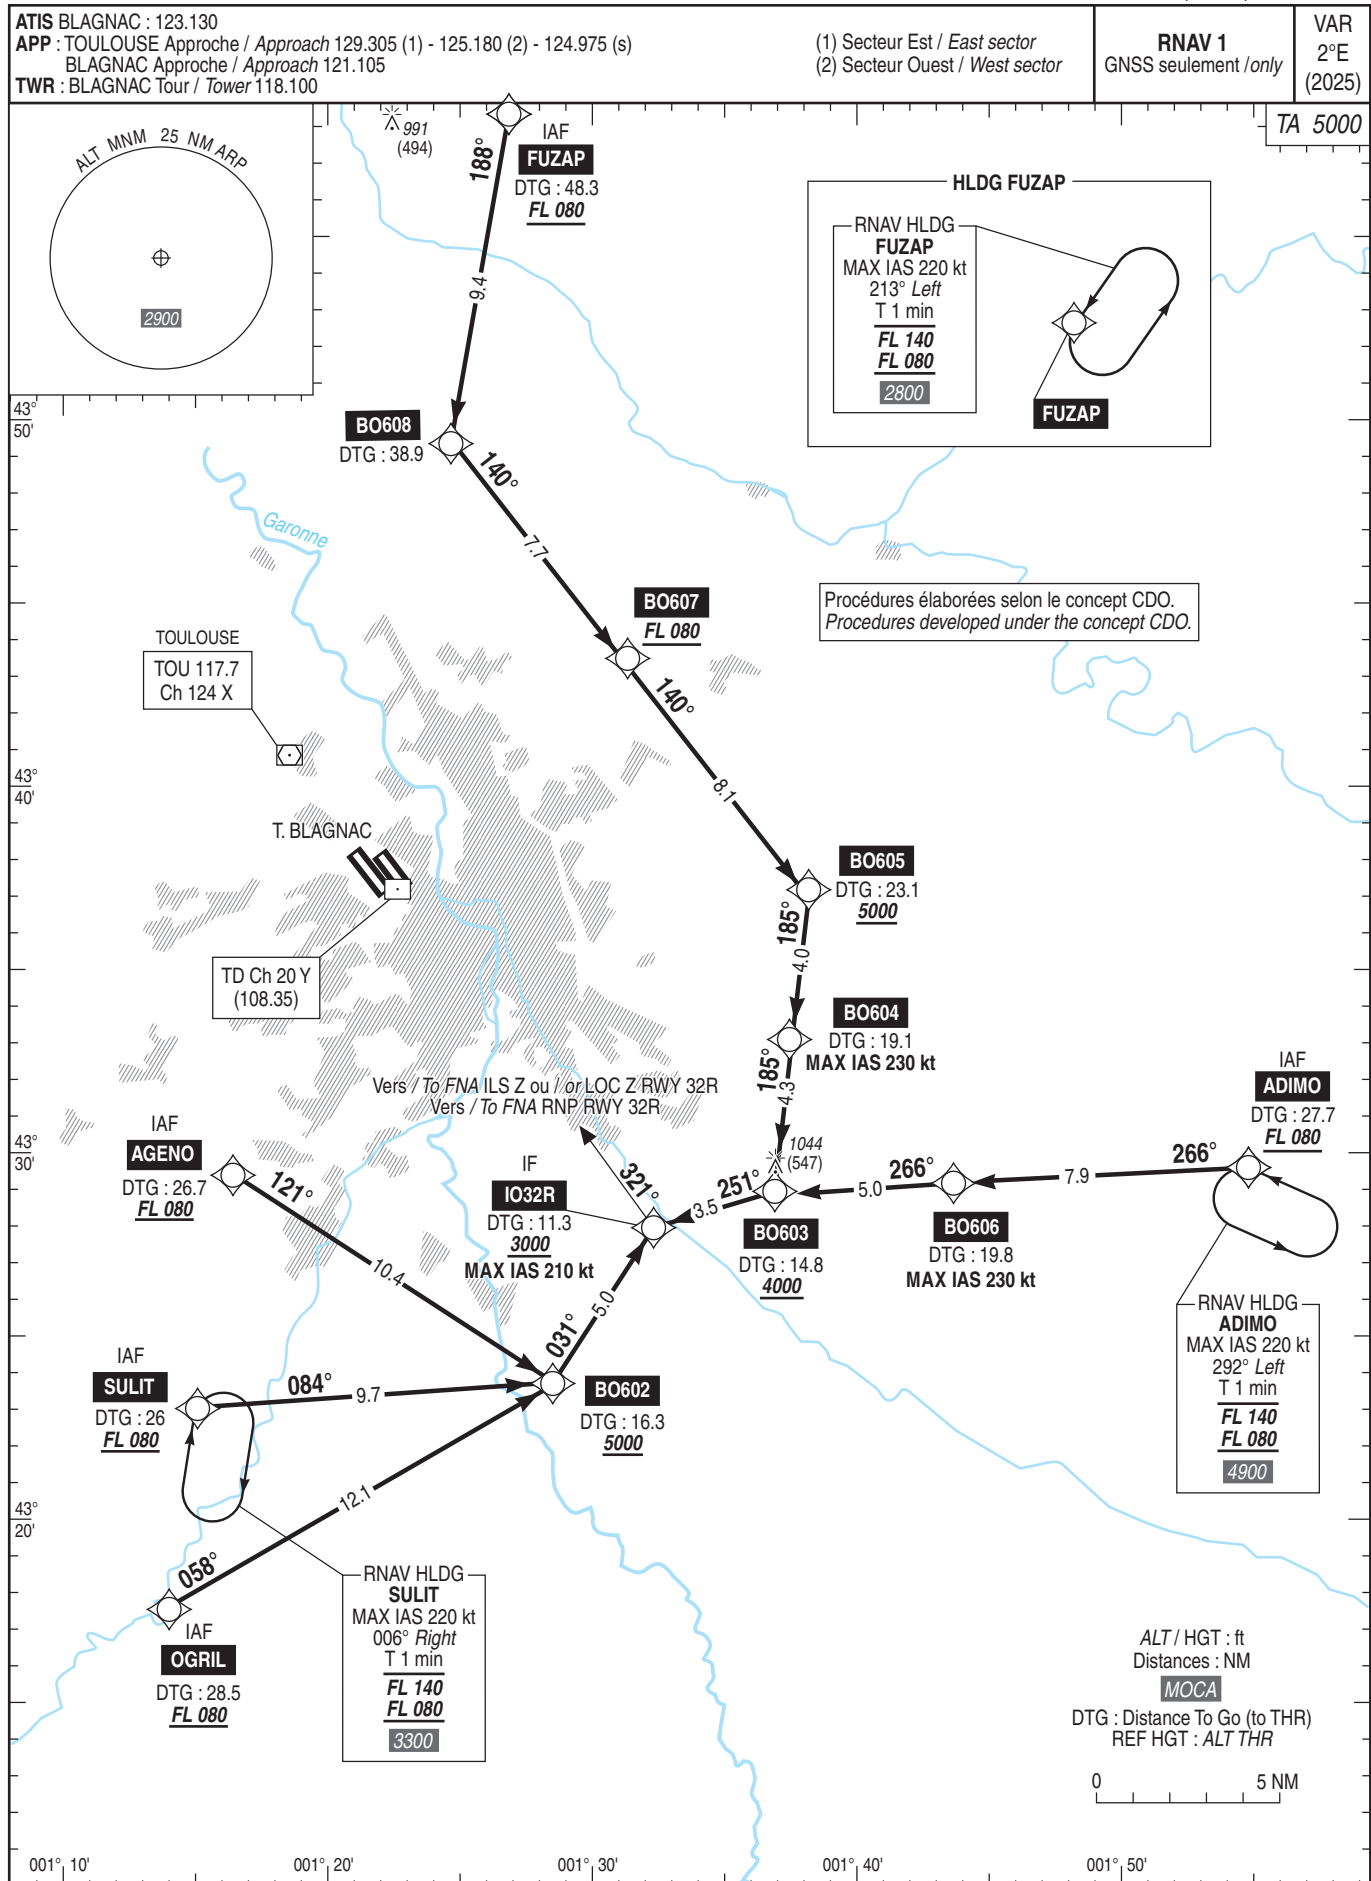 ATIS BLAGNAC : 123.130
APP : TOULOUSE Approche / Approach 129.305 (1) - 125.180 (2) - 124.975 (s)
BLAGNAC Approche / Approach 121.105
TWR : BLAGNAC Tour / Tower 118.100
(1) Secteur Est / East sector
(2) Secteur Ouest / West sector
RNAV 1
GNSS seulement /only
VAR
2°E
(2025)
TA 5000
ALT MNM 25 NM ARP
2900
991
(494)
188°
IAF
FUZAP
DTG : 48.3
FL 080
9.4
HLDG FUZAP
RNAV HLDG
FUZAP
MAX IAS 220 kt
213° Left
T 1 min
FL 140
FL 080
2800
FUZAP
43°
50'
BO608
DTG : 38.9
140°
7.7
Garonne
BO607
FL 080
Procédures élaborées selon le concept CDO.
Procedures developed under the concept CDO.
TOULOUSE
TOU 117.7
Ch 124 X
140°
8.1
43°
40'
T. BLAGNAC
BO605
DTG : 23.1
5000
185°
4.0
TD Ch 20 Y
(108.35)
BO604
DTG : 19.1
MAX IAS 230 kt
185°
4.3
Vers / To FNA ILS Z ou / or LOC Z RWY 32R
Vers / To FNA RNP RWY 32R
IAF
ADIMO
DTG : 27.7
FL 080
43°
30'
IAF
AGENO
DTG : 26.7
FL 080
121°
10.4
1044
(547)
IF
IO32R
DTG : 11.3
3000
MAX IAS 210 kt
321°
251°
3.5
266°
5.0
266°
7.9
BO603
DTG : 14.8
4000
BO606
DTG : 19.8
MAX IAS 230 kt
031°
5.0
RNAV HLDG
ADIMO
MAX IAS 220 kt
292° Left
T 1 min
FL 140
FL 080
4900
IAF
SULIT
DTG : 26
FL 080
084°
9.7
BO602
DTG : 16.3
5000
43°
20'
12.1
058°
IAF
OGRIL
DTG : 28.5
FL 080
RNAV HLDG
SULIT
MAX IAS 220 kt
006° Right
T 1 min
FL 140
FL 080
3300
ALT / HGT : ft
Distances : NM
MOCA
DTG : Distance To Go (to THR)
REF HGT : ALT THR
0 5 NM
001° 10' 001° 20' 001° 30' 001° 40' 001° 50'